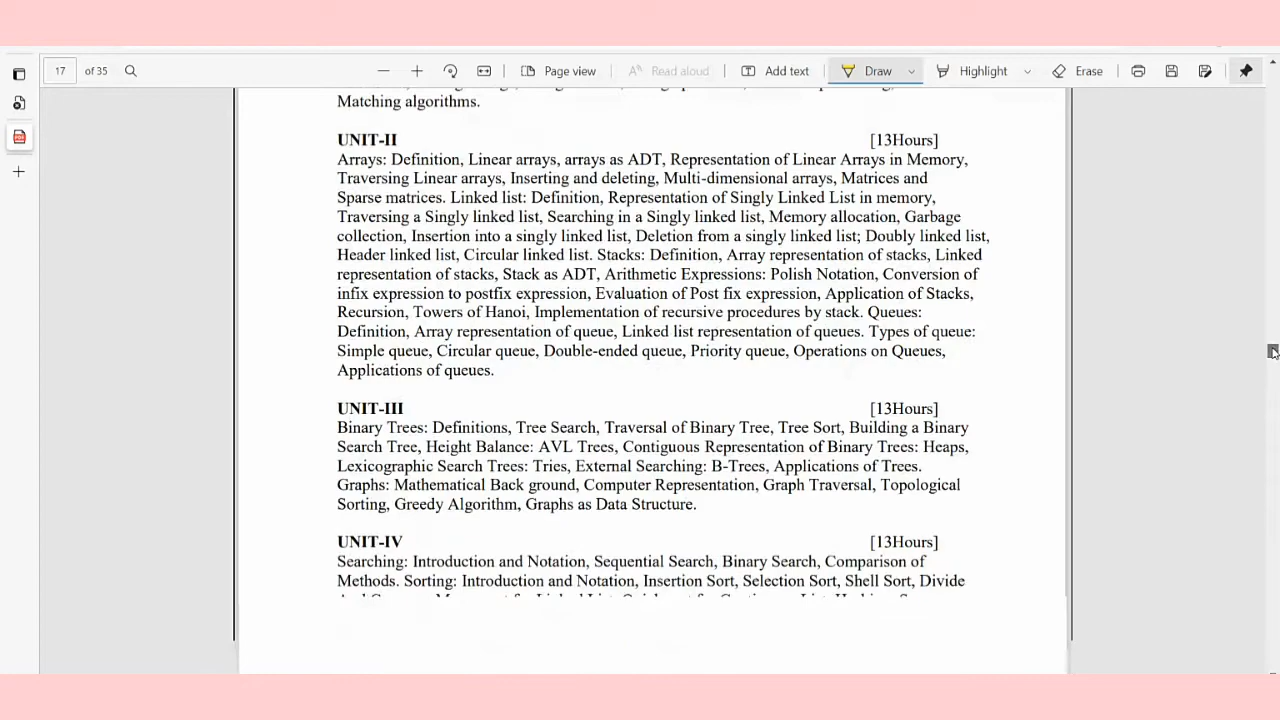 17 of 35 Page view Read aloud Add text Draw Highlight Erase
Matching algorithms.
UNIT-II [13Hours]
Arrays: Definition, Linear arrays, arrays as ADT, Representation of Linear Arrays in Memory,
Traversing Linear arrays, Inserting and deleting, Multi-dimensional arrays, Matrices and
Sparse matrices. Linked list: Definition, Representation of Singly Linked List in memory,
Traversing a Singly linked list, Searching in a Singly linked list, Memory allocation, Garbage
collection, Insertion into a singly linked list, Deletion from a singly linked list; Doubly linked list,
Header linked list, Circular linked list. Stacks: Definition, Array representation of stacks, Linked
representation of stacks, Stack as ADT, Arithmetic Expressions: Polish Notation, Conversion of
infix expression to postfix expression, Evaluation of Post fix expression, Application of Stacks,
Recursion, Towers of Hanoi, Implementation of recursive procedures by stack. Queues:
Definition, Array representation of queue, Linked list representation of queues. Types of queue:
Simple queue, Circular queue, Double-ended queue, Priority queue, Operations on Queues,
Applications of queues.
UNIT-III [13Hours]
Binary Trees: Definitions, Tree Search, Traversal of Binary Tree, Tree Sort, Building a Binary
Search Tree, Height Balance: AVL Trees, Contiguous Representation of Binary Trees: Heaps,
Lexicographic Search Trees: Tries, External Searching: B-Trees, Applications of Trees.
Graphs: Mathematical Back ground, Computer Representation, Graph Traversal, Topological
Sorting, Greedy Algorithm, Graphs as Data Structure.
UNIT-IV [13Hours]
Searching: Introduction and Notation, Sequential Search, Binary Search, Comparison of
Methods. Sorting: Introduction and Notation, Insertion Sort, Selection Sort, Shell Sort, Divide